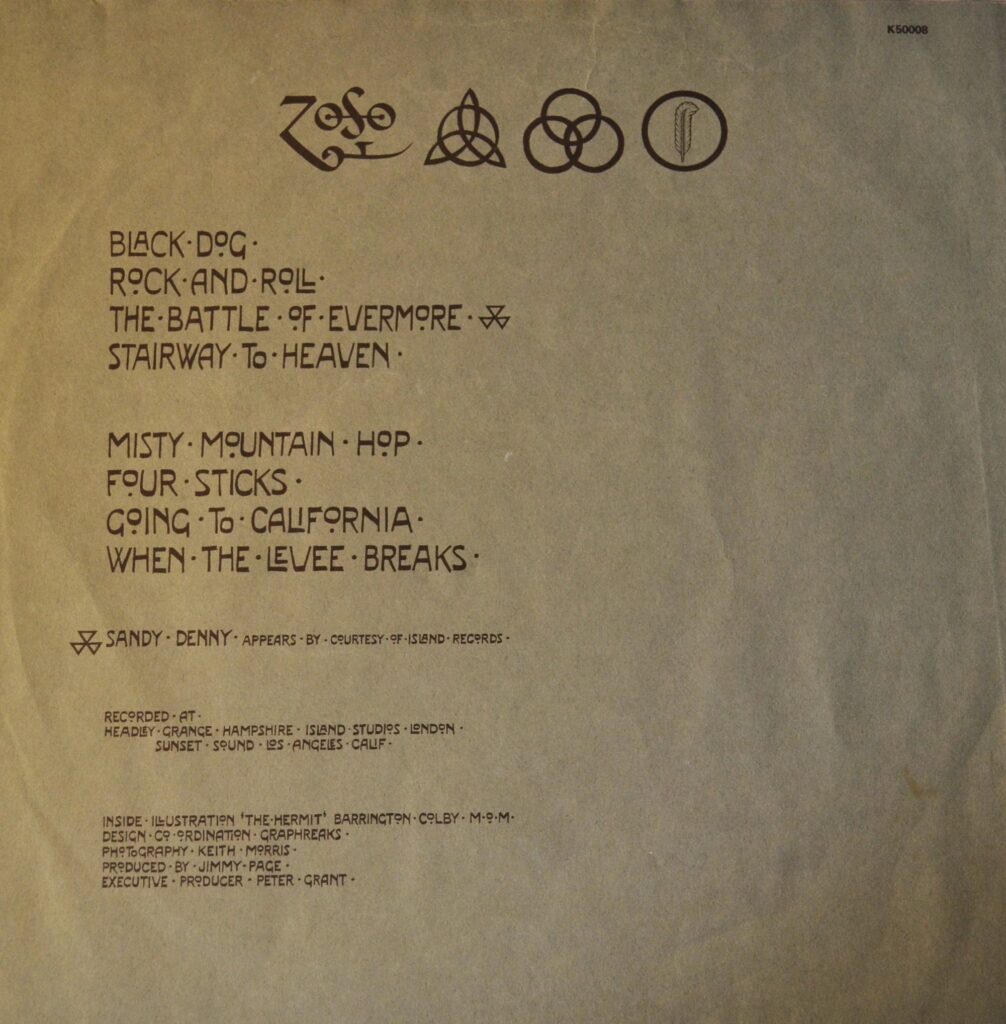 K50008
ZoSo
BLACK·DOG·
ROCK·AND·ROLL·
THE·BATTLE·OF·EVERMORE·
STAIRWAY·To·HEAVEN·
MISTY·MOUNTAIN·HOP·
FOUR·STICKS·
GOING·To·CALIFORNIA·
WHEN·THE·LEVEE·BREAKS·
SANDY·DENNY·APPEARS·BY·COURTESY·OF·ISLAND·RECORDS·
RECORDED·AT·
HEADLEY·GRANGE·HAMPSHIRE·ISLAND·STUDIOS·LONDON·
SUNSET·SOUND·LOS·ANGELES·CALIF·
INSIDE·ILLUSTRATION 'THE·HERMIT' BARRINGTON·COLBY·M·O·M·
DESIGN·CO·ORDINATION·GRAPHREAKS·
PHOToGRAPHY·KEITH·MORRIS·
PRODUCED·BY·JIMMY·PAGE·
EXECUTIVE·PRODUCER·PETER·GRANT·